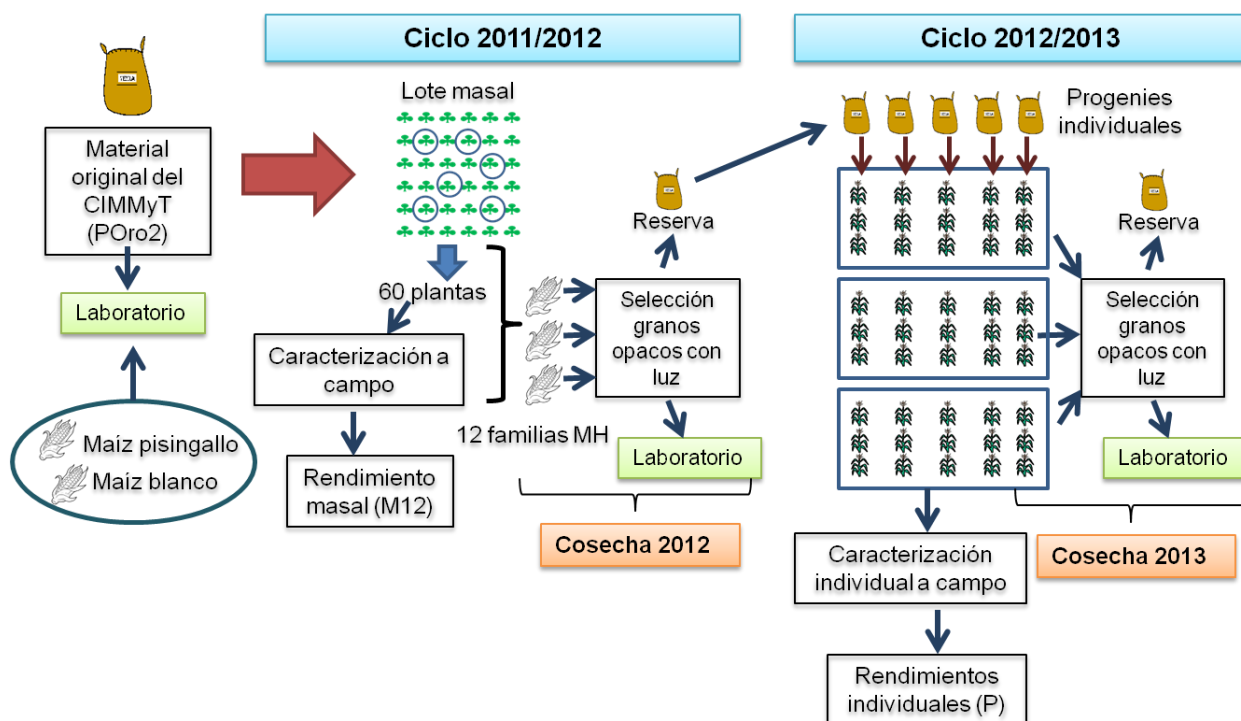 Ciclo 2011/2012
Ciclo 2012/2013
Material
original del
CIMMyT
(POro2)
Laboratorio
Maíz pisingallo
Maíz blanco
Lote masal
60 plantas
Caracterización a
campo
Rendimiento
masal (M12)
12 familias MH
Reserva
Selección
granos
opacos con
luz
Laboratorio
Cosecha 2012
Progenies
individuales
Reserva
Selección
granos
opacos con
luz
Laboratorio
Cosecha 2013
Caracterización
individual a campo
Rendimientos
individuales (P)